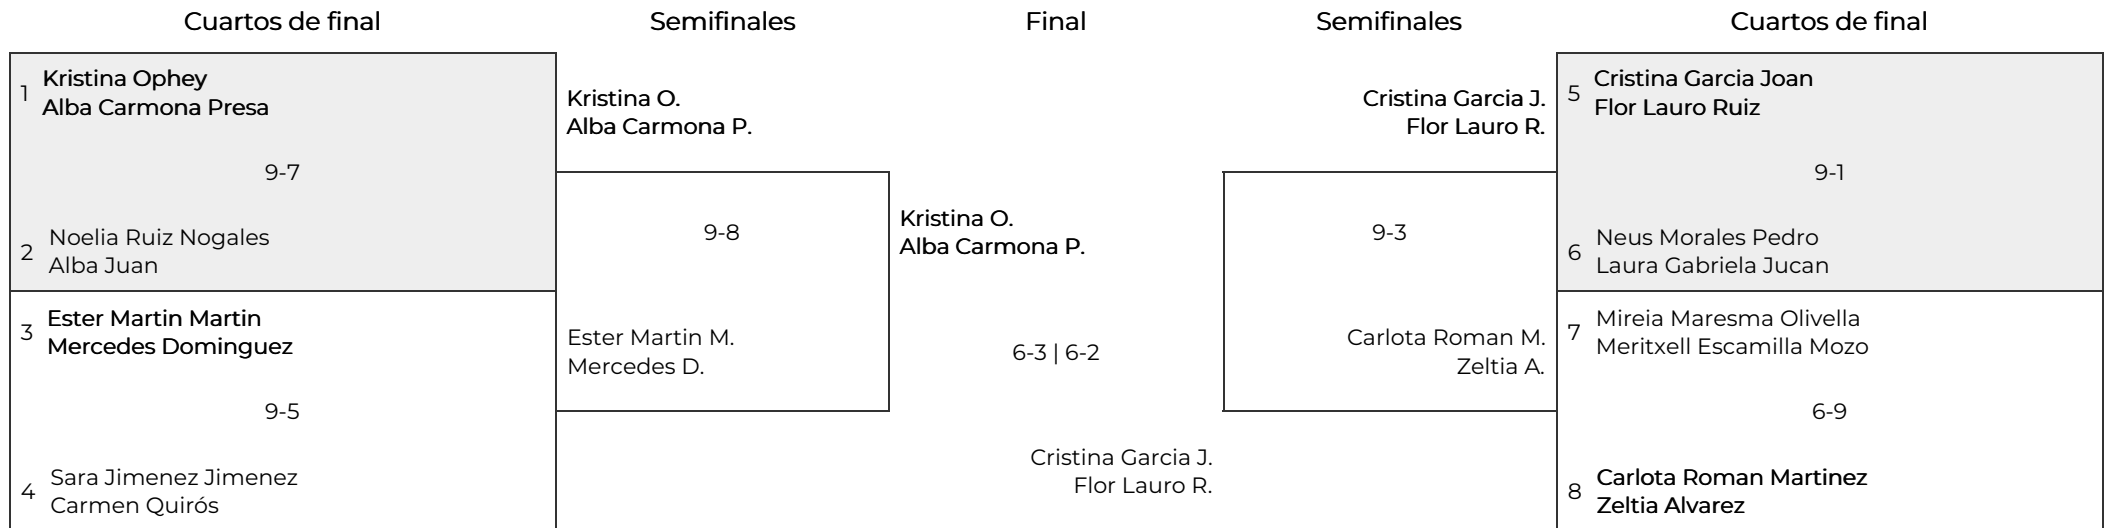 Cuartos de final
Semifinales
Final
Semifinales
Cuartos de final
1
Kristina Ophey
Alba Carmona Presa
9-7
2
Noelia Ruiz Nogales
Alba Juan
3
Ester Martin Martin
Mercedes Dominguez
9-5
4
Sara Jimenez Jimenez
Carmen Quirós
Kristina O.
Alba Carmona P.
9-8
Ester Martin M.
Mercedes D.
Kristina O.
Alba Carmona P.
6-3 | 6-2
Cristina Garcia J.
Flor Lauro R.
Cristina Garcia J.
Flor Lauro R.
9-3
Carlota Roman M.
Zeltia A.
5
Cristina Garcia Joan
Flor Lauro Ruiz
9-1
6
Neus Morales Pedro
Laura Gabriela Jucan
7
Mireia Maresma Olivella
Meritxell Escamilla Mozo
6-9
8
Carlota Roman Martinez
Zeltia Alvarez